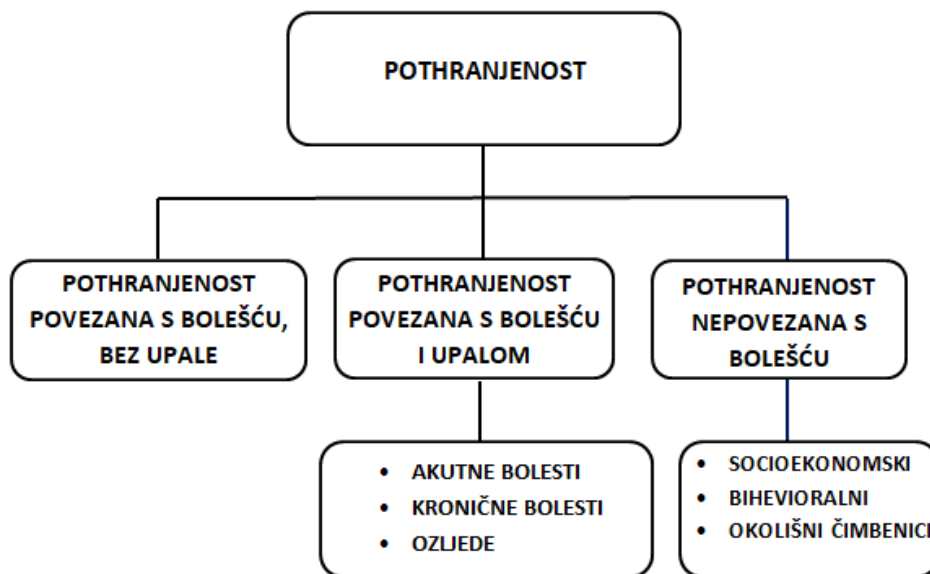 POTHRANJENOST
POTHRANJENOST
POVEZANA S BOLEŠĆU,
BEZ UPALE
POTHRANJENOST
POVEZANA S BOLEŠĆU
I UPALOM
POTHRANJENOST
NEPOVEZANA S
BOLEŠĆU
• AKUTNE BOLESTI
• KRONIČNE BOLESTI
• OZLJEDE
• SOCIOEKONOMSKI
• BIHEVIORALNI
• OKOLIŠNI ČIMBENICI